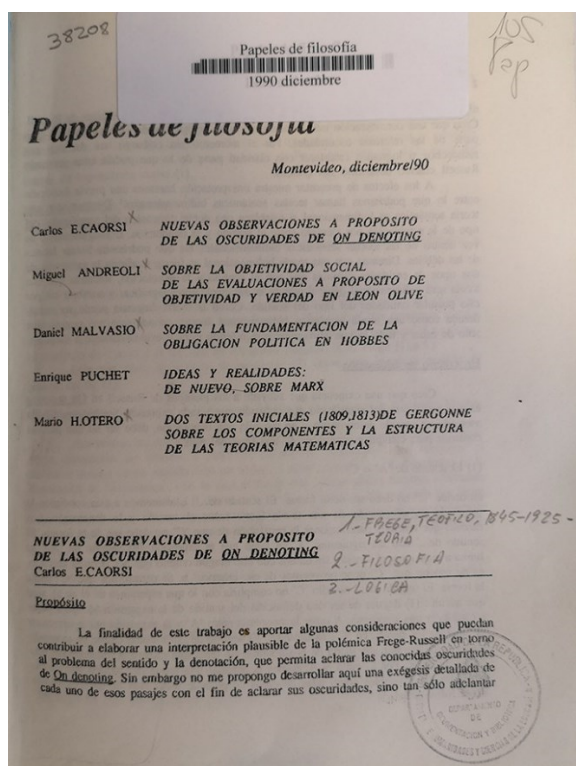 38208
105
Pap
Papeles de filosofía
1990 diciembre
Papeles de filosofía
Montevideo, diciembre/90
Carlos E.CAORSI x NUEVAS OBSERVACIONES A PROPOSITO
DE LAS OSCURIDADES DE ON DENOTING
Miguel ANDREOLI x SOBRE LA OBJETIVIDAD SOCIAL
DE LAS EVALUACIONES A PROPOSITO DE
OBJETIVIDAD Y VERDAD EN LEON OLIVE
Daniel MALVASIO x SOBRE LA FUNDAMENTACION DE LA
OBLIGACION POLITICA EN HOBBES
Enrique PUCHET IDEAS Y REALIDADES:
DE NUEVO, SOBRE MARX
Mario H.OTERO x DOS TEXTOS INICIALES (1809,1813)DE GERGONNE
SOBRE LOS COMPONENTES Y LA ESTRUCTURA
DE LAS TEORIAS MATEMATICAS
1.-FREGE, TEOFILO, 1845-1925-
TEORIA
2.-FILOSOFIA
2.-LOGICA
NUEVAS OBSERVACIONES A PROPOSITO
DE LAS OSCURIDADES DE ON DENOTING
Carlos E.CAORSI
Propósito
La finalidad de este trabajo es aportar algunas consideraciones que puedan
contribuir a elaborar una interpretación plausible de la polémica Frege-Russell en torno
al problema del sentido y la denotación, que permita aclarar las conocidas oscuridades
de On denoting. Sin embargo no me propongo desarrollar aquí una exégesis detallada de
cada uno de esos pasajes con el fin de aclarar sus oscuridades, sino tan sólo adelantar
DEPARTAMENTO
DE
DOCUMENTACION Y BIBLIOTECA